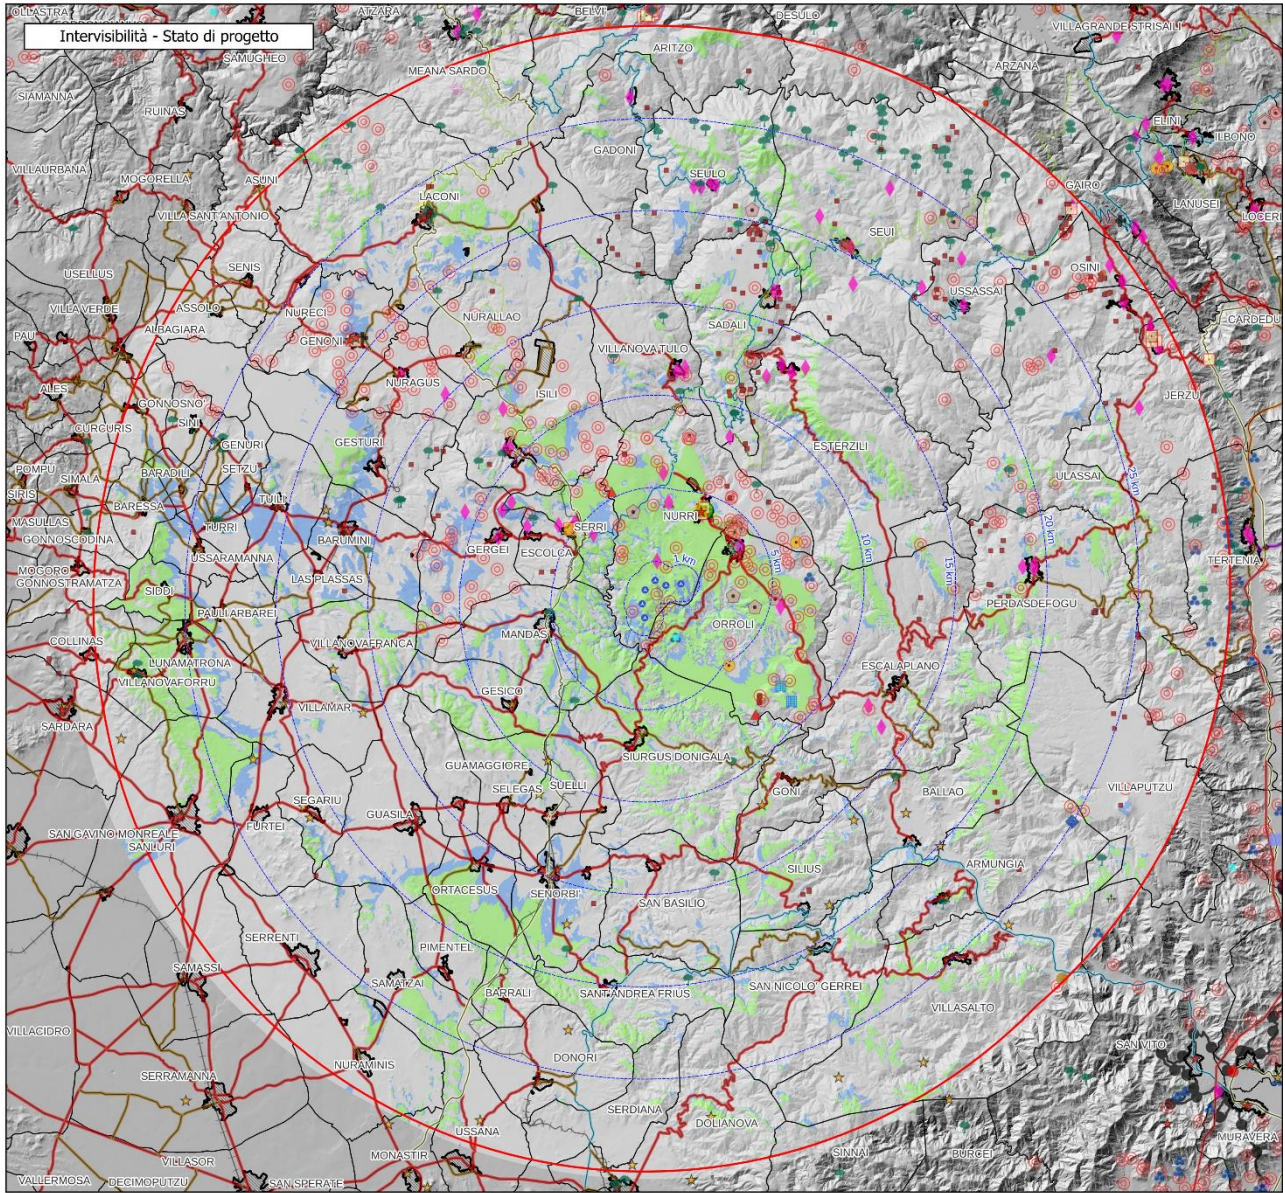 OLLASTRA
ATZARA
BELVI'
DESULO
VILLAGRANDE STRISAILI
Intervisibilità - Stato di progetto
SAMUGHEO
ARITZO
ARZANA
MEANA SARDO
SIAMANNA
RUINAS
ELINI
ILBONO
GADONI
VILLAURBANA
MOGORELLA
ASUNI
SEULO
GAIRO
LACONI
LANUSEI
LOCERI
VILLA SANT'ANTONIO
SEUI
USELLUS
SENIS
OSINI
USSASSAI
VILLA VERDE
ASSOLO
NURECI
NURALLAO
CARDEDU
ALBAGIARA
SADALI
PAU
GENONI
VILLANOVA TULO
ALES
NURAGUS
ISILI
JERZU
GONNOSNO'
SINI
CURCURIS
GENURI
GESTURI
ESTERZILI
POMPU
BARADILI
SETZU
ULASSAI
25 km
SIMALA
SIRIS
TUILI
BARESSA
MASULLAS
TURRI
NURRI
20 km
GONNOSCODINA
BARUMINI
SERRI
TERTENIA
GERGEI
ESCOLCA
10 km
USSARAMANNA
1 km
5 km
15 km
MOGORO
LAS PLASSAS
GONNOSTRAMATZA
SIDDI
PERDASDEFOGU
PAULI ARBAREI
ORROLI
MANDAS
COLLINAS
VILLANOVAFRANCA
LUNAMATRONA
ESCALAPLANO
VILLANOVAFORRU
GESICO
VILLAMAR
SARDARA
SIURGUS DONIGALA
GUAMAGGIORE
SUELLI
SELEGAS
GONI
BALLAO
VILLAPUTZU
SEGARIU
GUASILA
FURTEI
SAN GAVINO MONREALE
SANLURI
ARMUNGIA
SILIUS
ORTACESUS
SENORBI'
SAN BASILIO
SERRENTI
PIMENTEL
SAMASSI
SAMATZAI
BARRALI
SANT'ANDREA FRIUS
SAN NICOLO' GERREI
VILLASALTO
VILLACIDRO
SAN VITO
DONORI
NURAMINIS
SERRAMANNA
SERDIANA
DOLIANOVA
USSANA
MURAVERA
SINNAI
BURCEI
MONASTIR
VILLASOR
VALLERMOSA
DECIMOPUTZU
SAN SPERATE